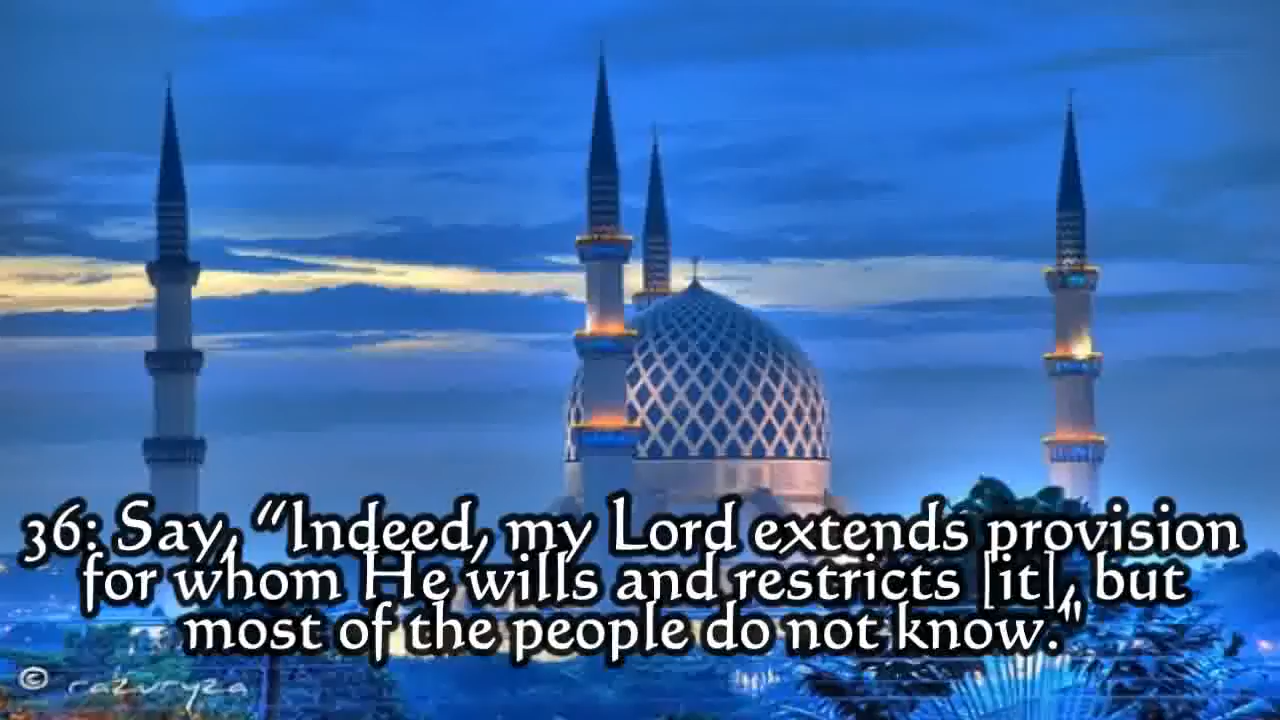 36: Say, “Indeed, my Lord extends provision
for whom He wills and restricts [it], but
most of the people do not know."
© razvryza